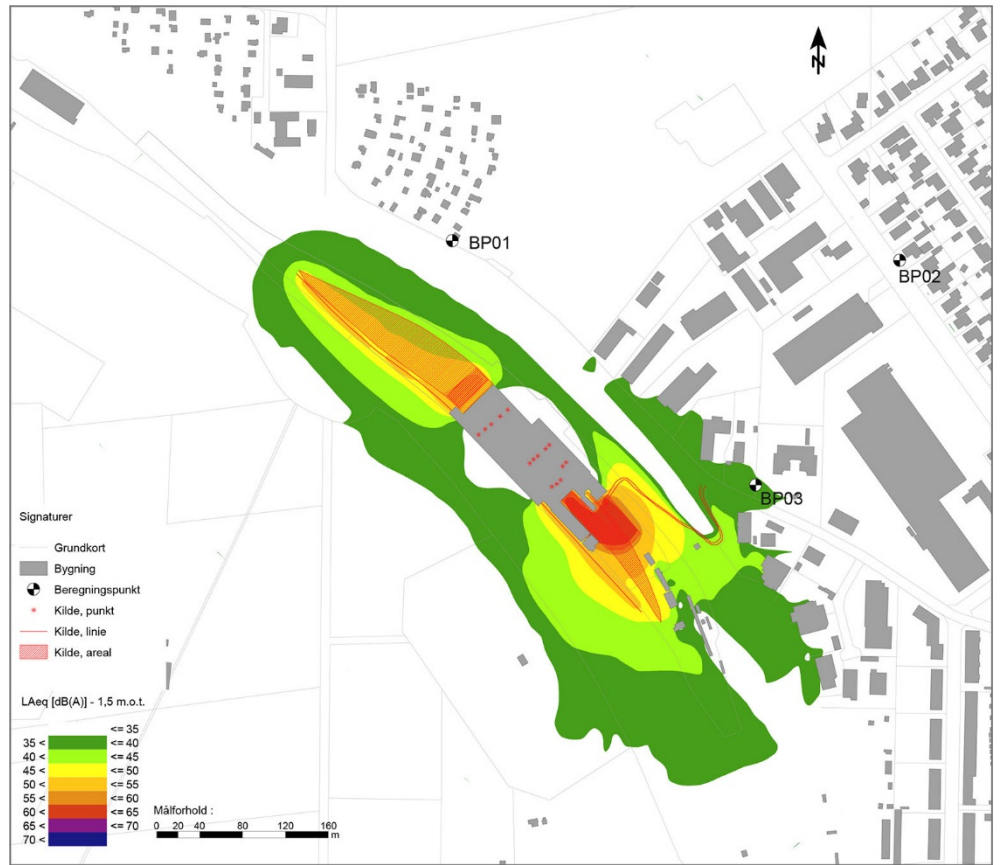 N
BP01
BP02
BP03
Signaturer
Grundkort
Bygning
Beregningspunkt
Kilde, punkt
Kilde, linie
Kilde, areal
LAeq [dB(A)] - 1,5 m.o.t.
<= 35
35 < <= 40
40 < <= 45
45 < <= 50
50 < <= 55
55 < <= 60
60 < <= 65
65 < <= 70
70 <
Målforhold :
0 20 40 80 120 160
m